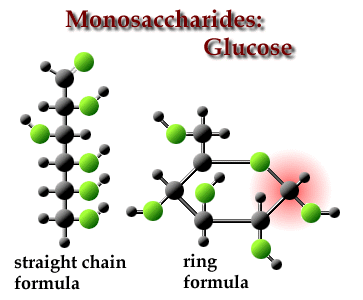 Monosaccharides:
Glucose
straight chain
formula
ring
formula